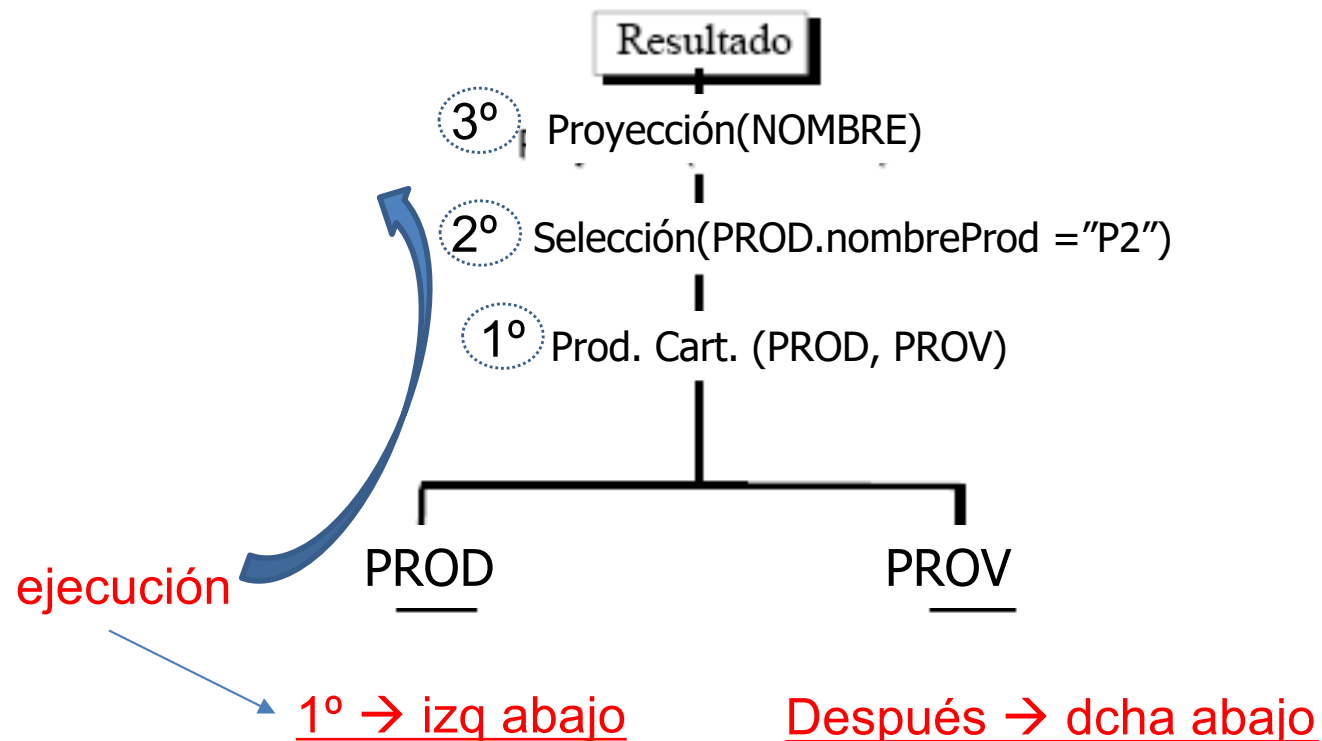 Resultado
3º Proyección(NOMBRE)
2º Selección(PROD.nombreProd =”P2”)
1º Prod. Cart. (PROD, PROV)
PROD PROV
ejecución
1º → izq abajo Después → dcha abajo